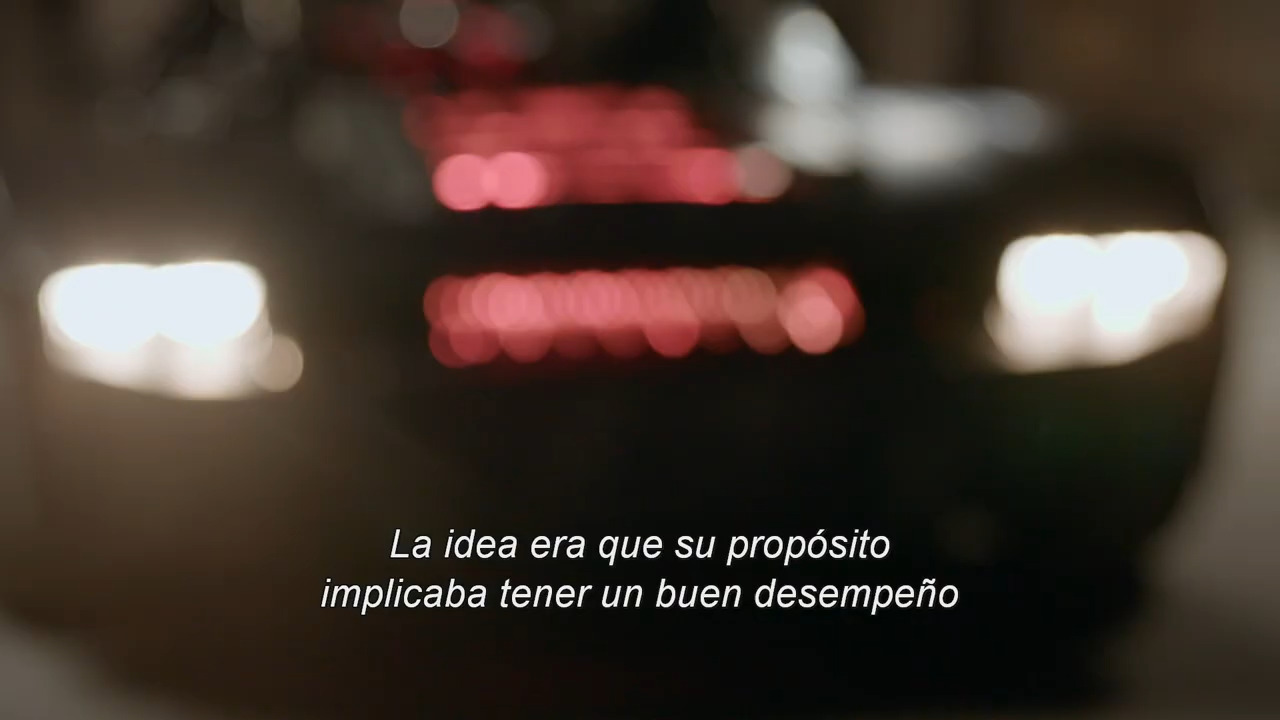 La idea era que su propósito
implicaba tener un buen desempeño